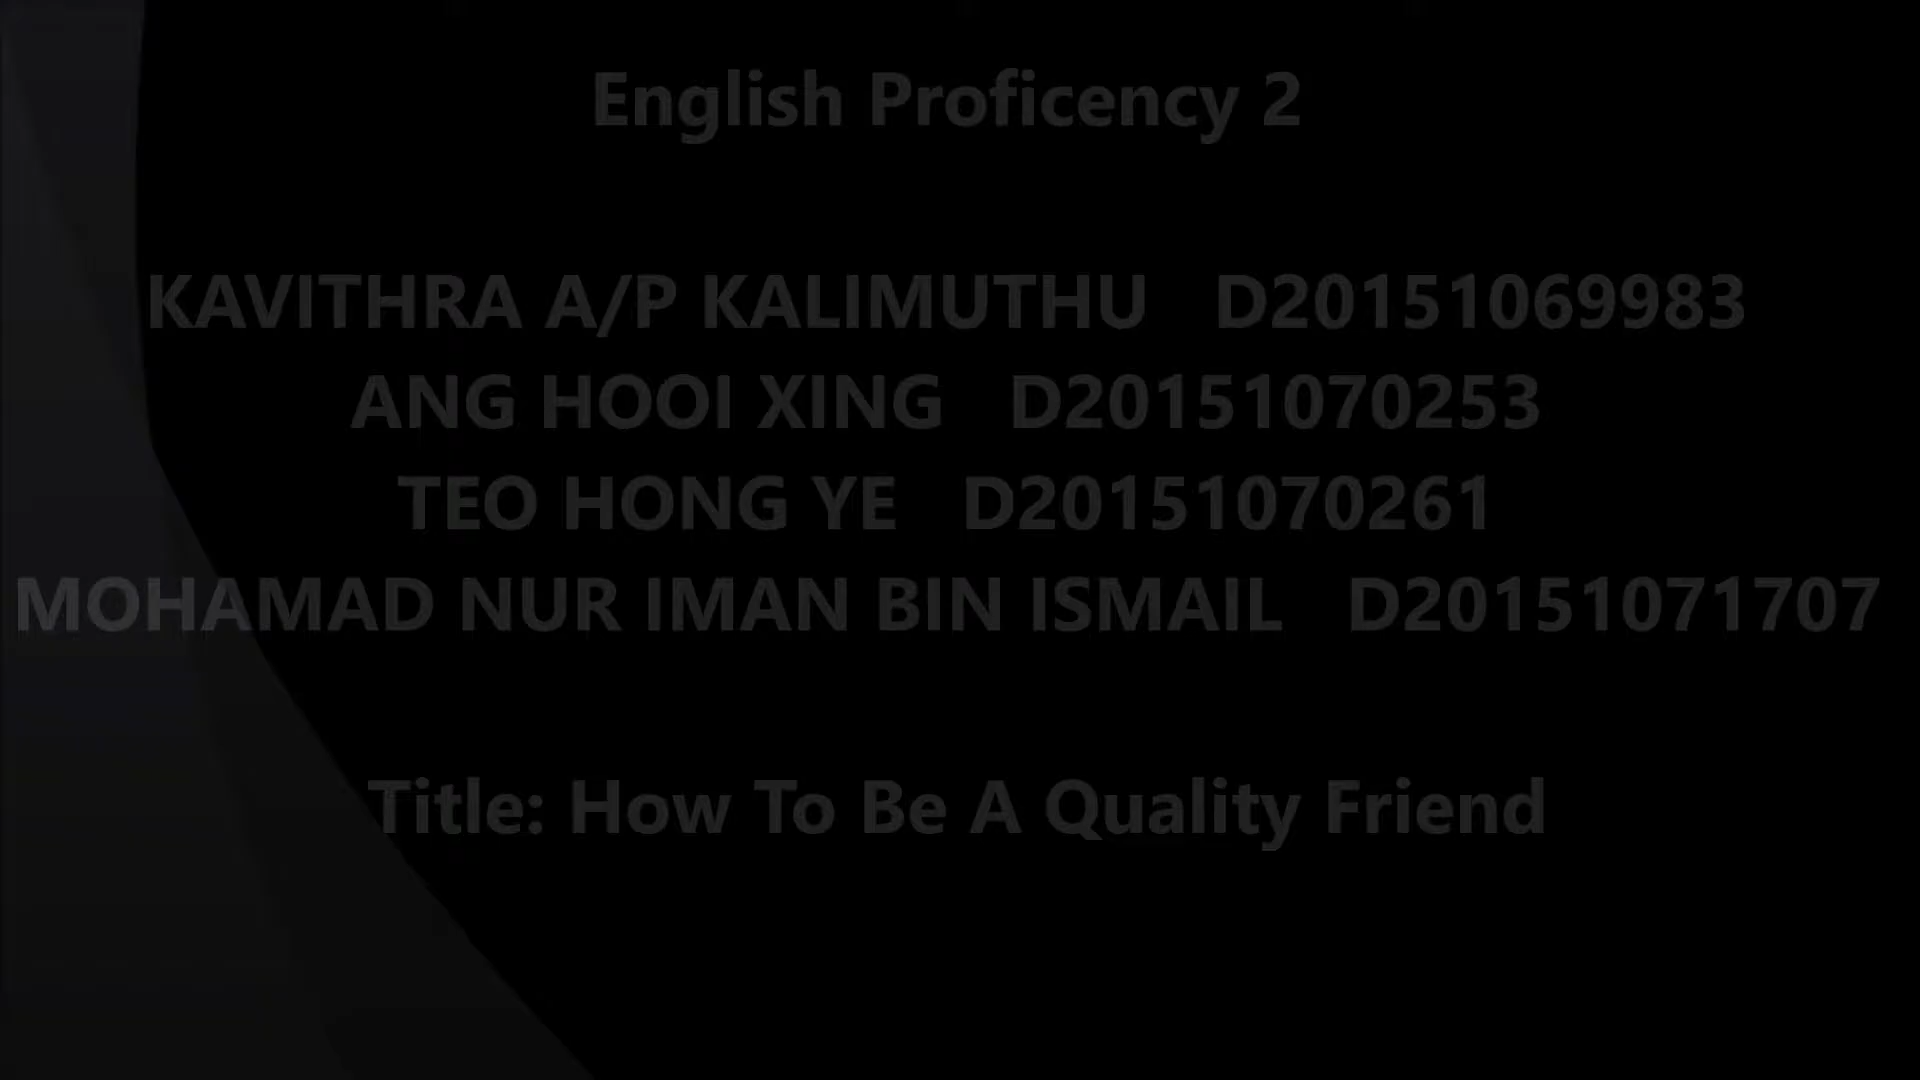 English Proficency 2
KAVITHRA A/P KALIMUTHU D20151069983
ANG HOOI XING D20151070253
TEO HONG YE D20151070261
MOHAMAD NUR IMAN BIN ISMAIL D20151071707
Title: How To Be A Quality Friend